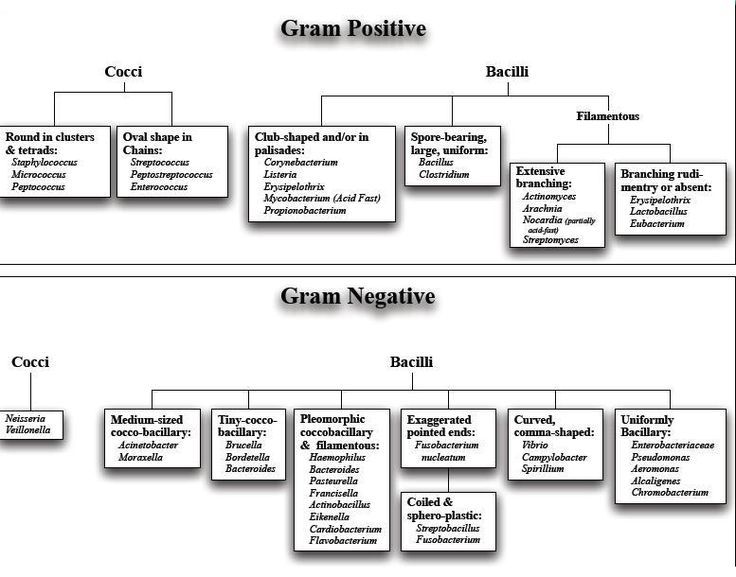 Gram Positive
Cocci
Bacilli
Filamentous
Round in clusters
& tetrads:
Staphylococcus
Micrococcus
Peptococcus
Oval shape in
Chains:
Streptococcus
Peptostreptococcus
Enterococcus
Club-shaped and/or in
palisades:
Corynebacterium
Listeria
Erysipelothrix
Mycobacterium (Acid Fast)
Propionobacterium
Spore-bearing,
large, uniform:
Bacillus
Clostridium
Extensive
branching:
Actinomyces
Arachnia
Nocardia (partially
acid-fast)
Streptomyces
Branching rudi-
mentry or absent:
Erysipelothrix
Lactobacillus
Eubacterium
Gram Negative
Cocci
Bacilli
Neisseria
Veillonella
Medium-sized
cocco-bacillary:
Acinetobacter
Moraxella
Tiny-cocco-
bacillary:
Brucella
Bordetella
Bacteroides
Pleomorphic
coccobacillary
& filamentous:
Haemophilus
Bacteroides
Pasteurella
Francisella
Actinobacillus
Eikenella
Cardiobacterium
Flavobacterium
Exaggerated
pointed ends:
Fusobacterium
nucleatum
Coiled &
sphero-plastic:
Streptobacillus
Fusobacterium
Curved,
comma-shaped:
Vibrio
Campylobacter
Spirillium
Uniformly
Bacillary:
Enterobacteriaceae
Pseudomonas
Aeromonas
Alcaligenes
Chromobacterium